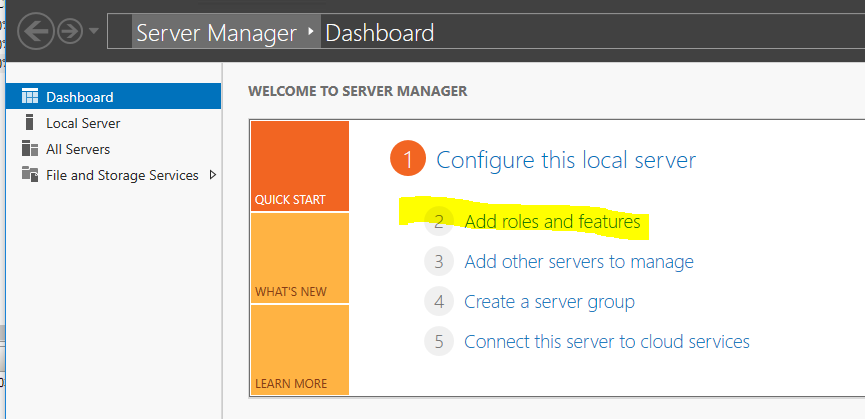 Server Manager ‣ Dashboard
Dashboard
Local Server
All Servers
File and Storage Services
WELCOME TO SERVER MANAGER
QUICK START
WHAT'S NEW
LEARN MORE
1 Configure this local server
2 Add roles and features
3 Add other servers to manage
4 Create a server group
5 Connect this server to cloud services